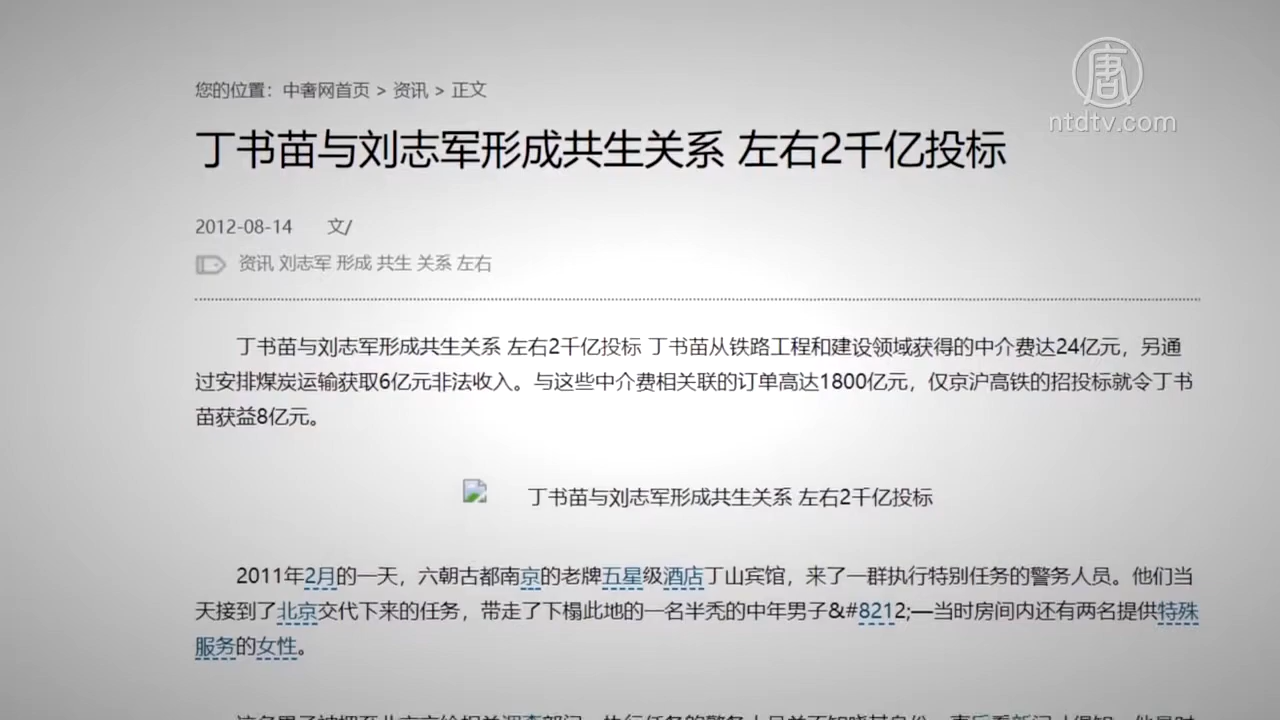 唐
ntdtv.com
您的位置：中奢网首页 > 资讯 > 正文
丁书苗与刘志军形成共生关系 左右2千亿投标
2012-08-14 文/
资讯 刘志军 形成 共生 关系 左右
丁书苗与刘志军形成共生关系 左右2千亿投标 丁书苗从铁路工程和建设领域获得的中介费达24亿元，另通
过安排煤炭运输获取6亿元非法收入。与这些中介费相关联的订单高达1800亿元，仅京沪高铁的招投标就令丁书
苗获益8亿元。
丁书苗与刘志军形成共生关系 左右2千亿投标
2011年2月的一天，六朝古都南京的老牌五星级酒店丁山宾馆，来了一群执行特别任务的警务人员。他们当
天接到了北京交代下来的任务，带走了下榻此地的一名半秃的中年男子&#8212;—当时房间内还有两名提供特殊
服务的女性。